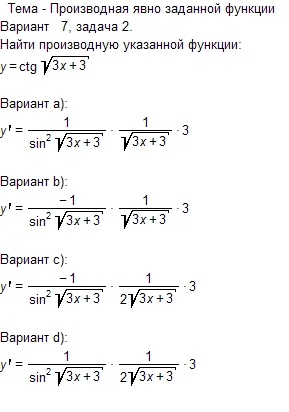 Тема - Производная явно заданной функции
Вариант 7, задача 2.
Найти производную указанной функции:
y = ctg √(3x + 3)
Вариант a):
y' = 1/(sin² √(3x + 3)) · 1/√(3x + 3) · 3
Вариант b):
y' = -1/(sin² √(3x + 3)) · 1/√(3x + 3) · 3
Вариант c):
y' = -1/(sin² √(3x + 3)) · 1/(2√(3x + 3)) · 3
Вариант d):
y' = 1/(sin² √(3x + 3)) · 1/(2√(3x + 3)) · 3